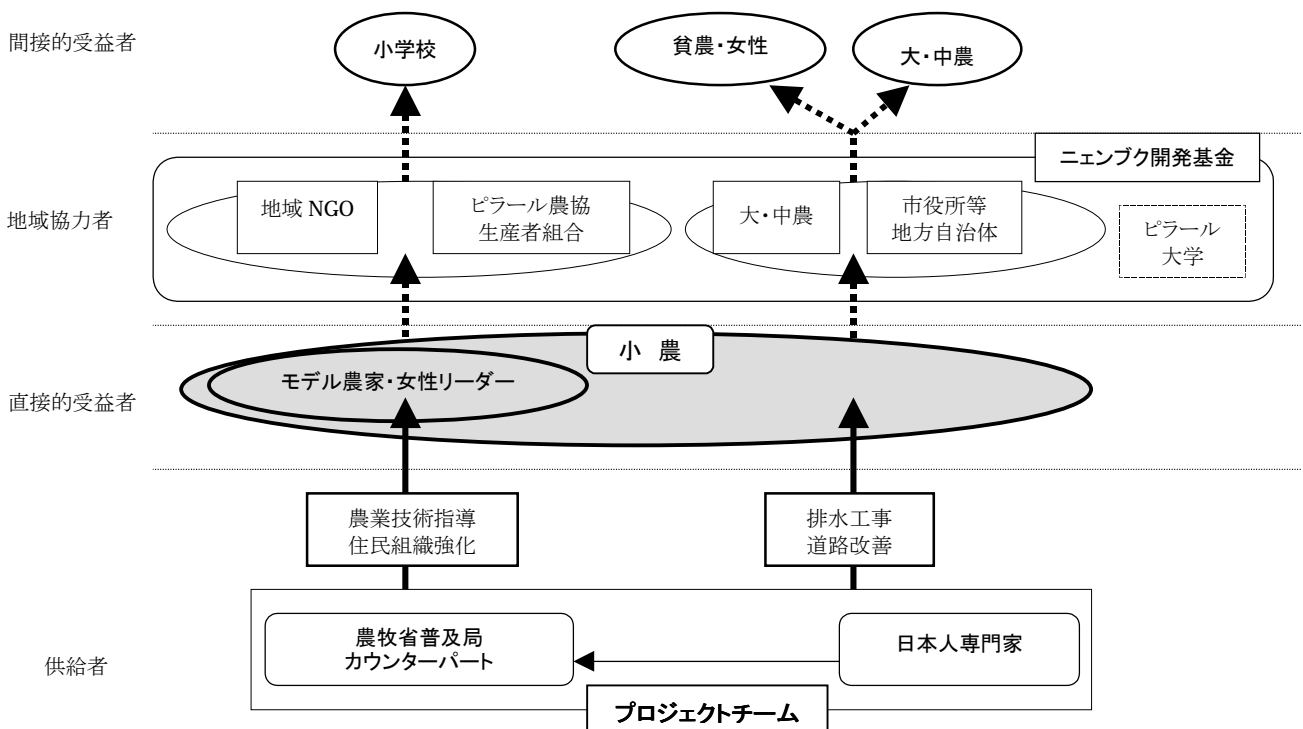 間接的受益者
小学校
貧農・女性
大・中農
ニェンブク開発基金
地域協力者
地域 NGO
ピラール農協
生産者組合
大・中農
市役所等
地方自治体
ピラール
大学
小 農
モデル農家・女性リーダー
直接的受益者
農業技術指導
住民組織強化
排水工事
道路改善
供給者
農牧省普及局
カウンターパート
日本人専門家
プロジェクトチーム